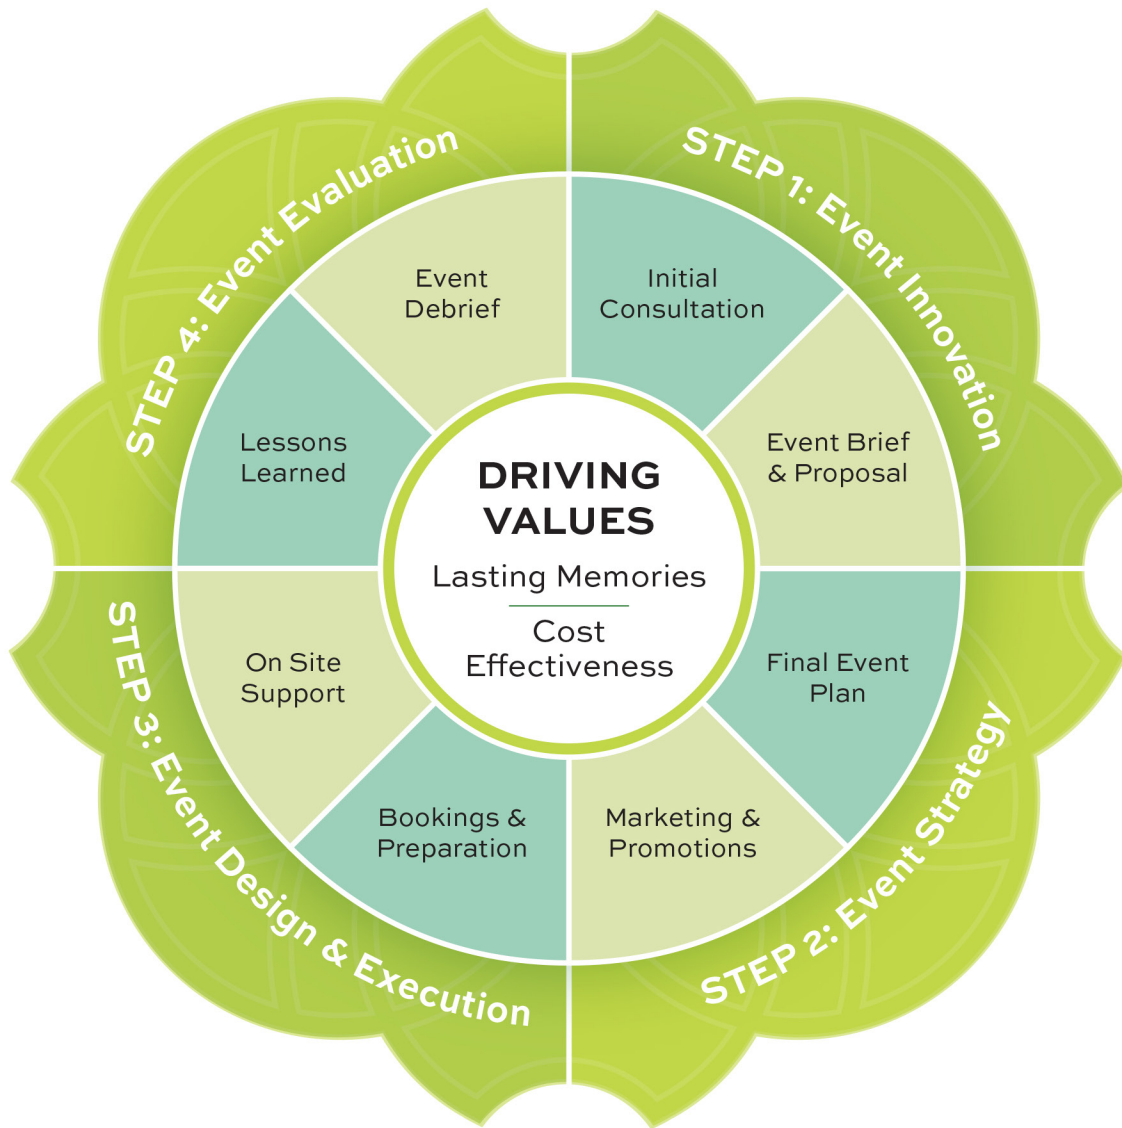 STEP 1: Event Innovation
Initial
Consultation
Event Brief
& Proposal
STEP 2: Event Strategy
Final Event
Plan
Marketing &
Promotions
STEP 3: Event Design & Execution
Bookings &
Preparation
On Site
Support
STEP 4: Event Evaluation
Lessons
Learned
Event
Debrief
DRIVING
VALUES
Lasting Memories
Cost
Effectiveness